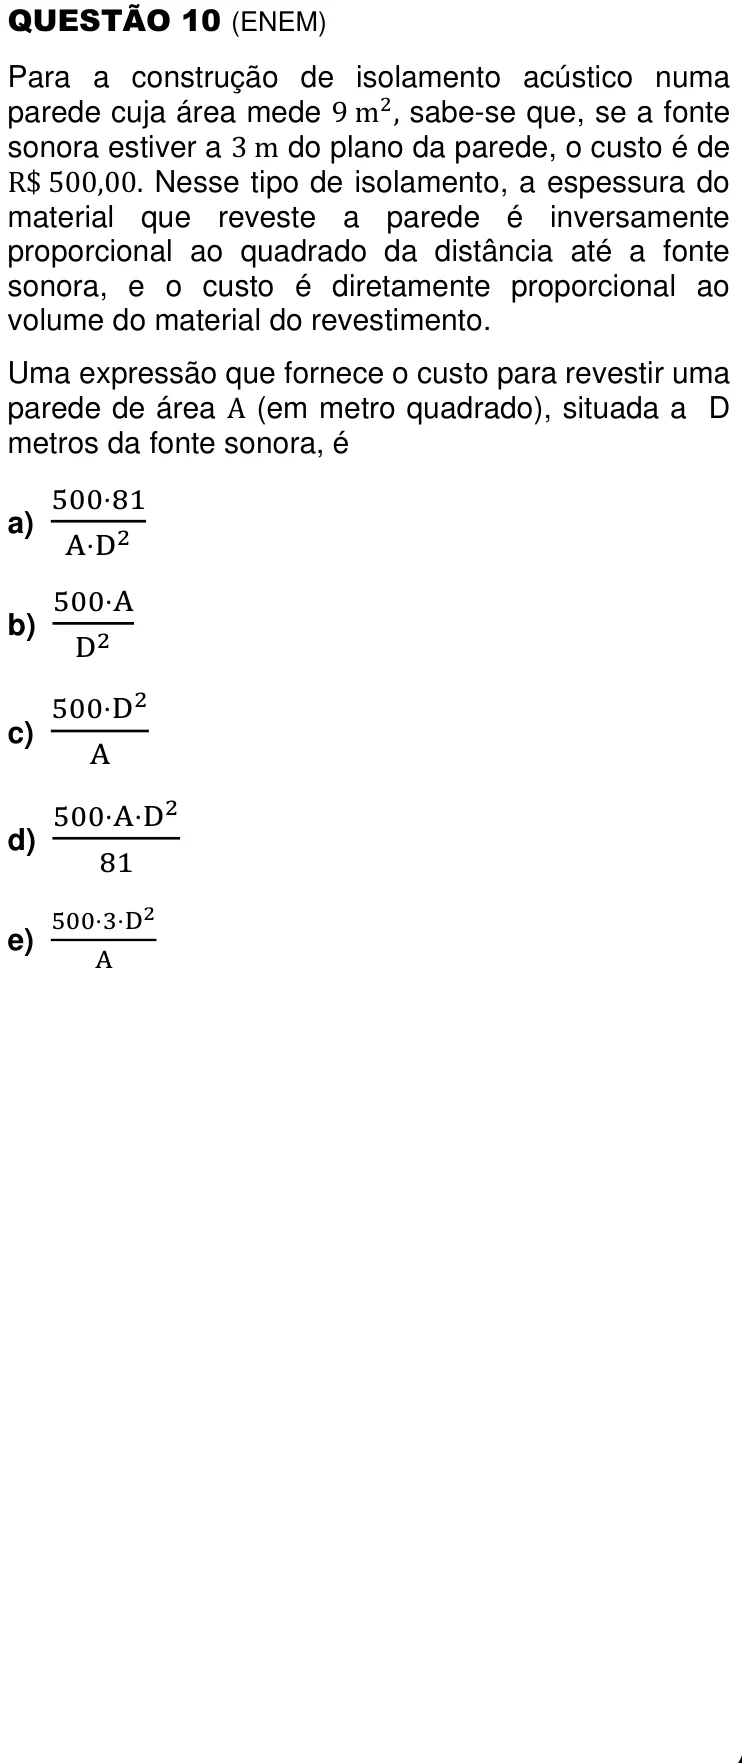 QUESTÃO 10 (ENEM)
Para a construção de isolamento acústico numa
parede cuja área mede 9 m², sabe-se que, se a fonte
sonora estiver a 3 m do plano da parede, o custo é de
R$ 500,00. Nesse tipo de isolamento, a espessura do
material que reveste a parede é inversamente
proporcional ao quadrado da distância até a fonte
sonora, e o custo é diretamente proporcional ao
volume do material do revestimento.
Uma expressão que fornece o custo para revestir uma
parede de área A (em metro quadrado), situada a D
metros da fonte sonora, é
a) 500·81
A·D²
b) 500·A
D²
c) 500·D²
A
d) 500·A·D²
81
e) 500·3·D²
A